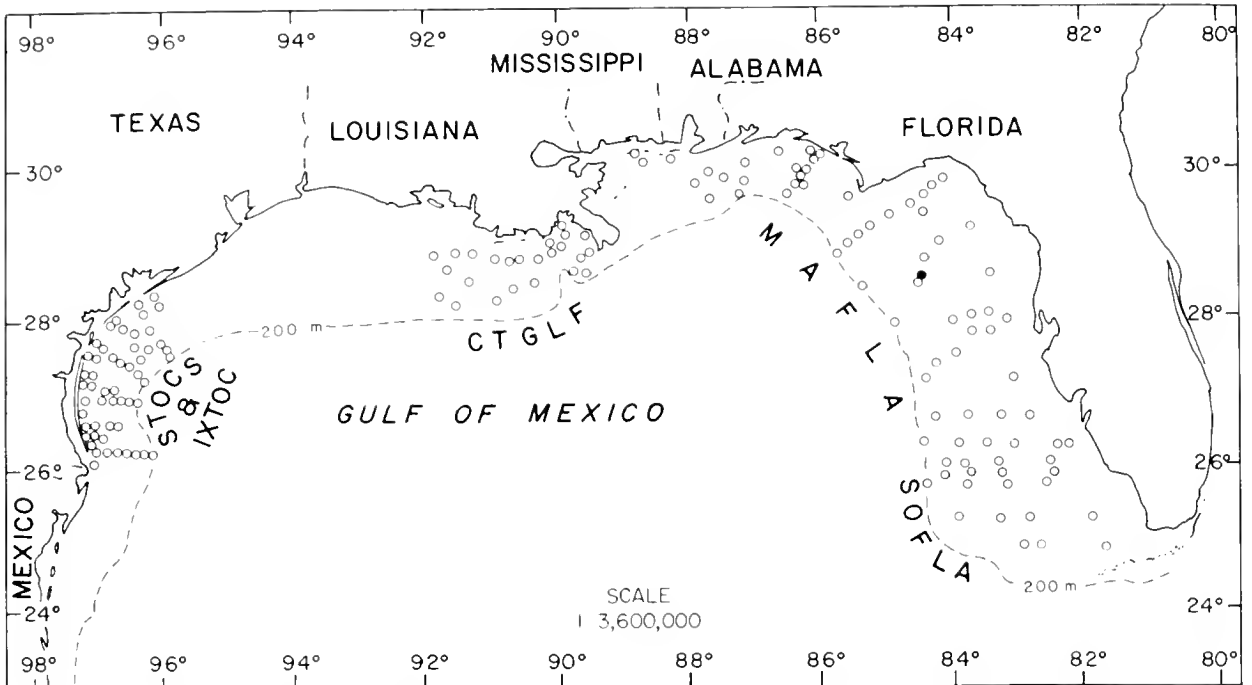 98° 96° 94° 92° 90° 88° 86° 84° 82° 80°
MISSISSIPPI ALABAMA
TEXAS LOUISIANA FLORIDA
30° 30°
MAFLA
28° 200 m 28°
CTGLF
STOCS
&
IXTOC
GULF OF MEXICO
26° 26°
SOFLA
MEXICO
200 m
24° SCALE 24°
1 3,600,000
98° 96° 94° 92° 90° 88° 86° 84° 82° 80°